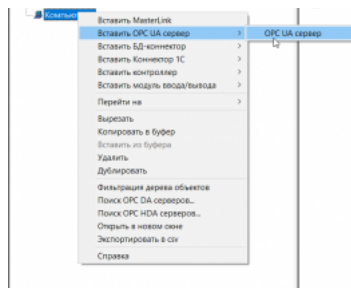 Вставить MasterLink
Вставить OPC UA сервер
OPC UA сервер
Вставить БД-коннектор
Вставить Коннектор 1С
Вставить контроллер
Вставить модуль ввода/вывода
Перейти на
Вырезать
Копировать в буфер
Вставить из буфера
Удалить
Дублировать
Фильтрация дерева объектов
Поиск OPC DA серверов...
Поиск OPC HDA серверов...
Открыть в новом окне
Экспортировать в csv
Справка